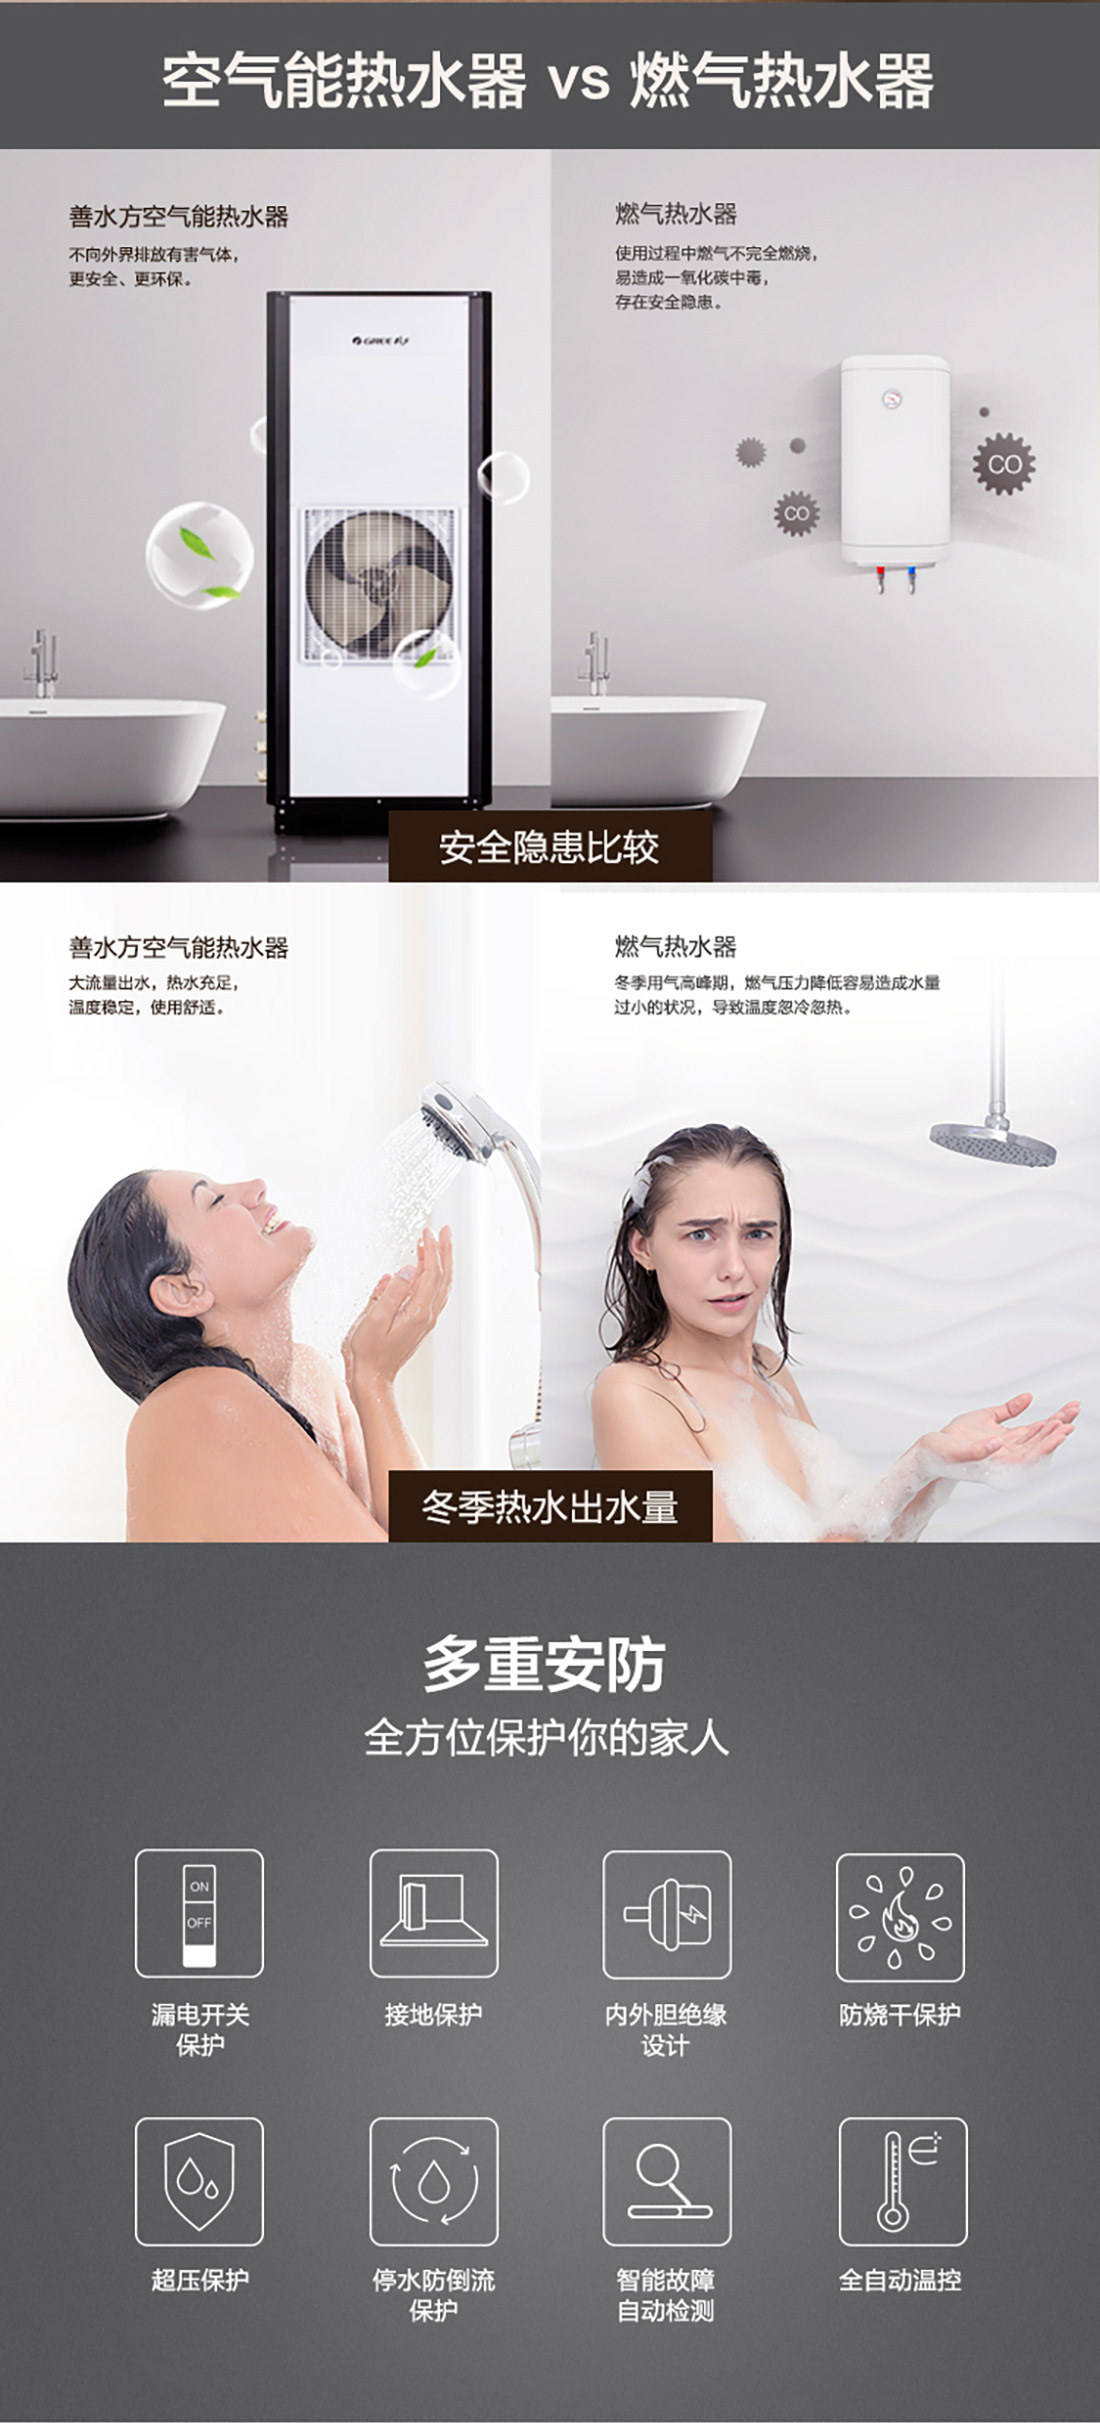 空气能热水器 vs 燃气热水器
善水方空气能热水器
不向外界排放有害气体，
更安全、更环保。
燃气热水器
使用过程中燃气不完全燃烧，
易造成一氧化碳中毒，
存在安全隐患。
GREE 格力
CO
CO
安全隐患比较
善水方空气能热水器
大流量出水，热水充足，
温度稳定，使用舒适。
燃气热水器
冬季用气高峰期，燃气压力降低容易造成水量
过小的状况，导致温度忽冷忽热。
冬季热水出水量
多重安防
全方位保护你的家人
ON
OFF
漏电开关
保护
接地保护
内外胆绝缘
设计
防烧干保护
超压保护
停水防倒流
保护
智能故障
自动检测
全自动温控